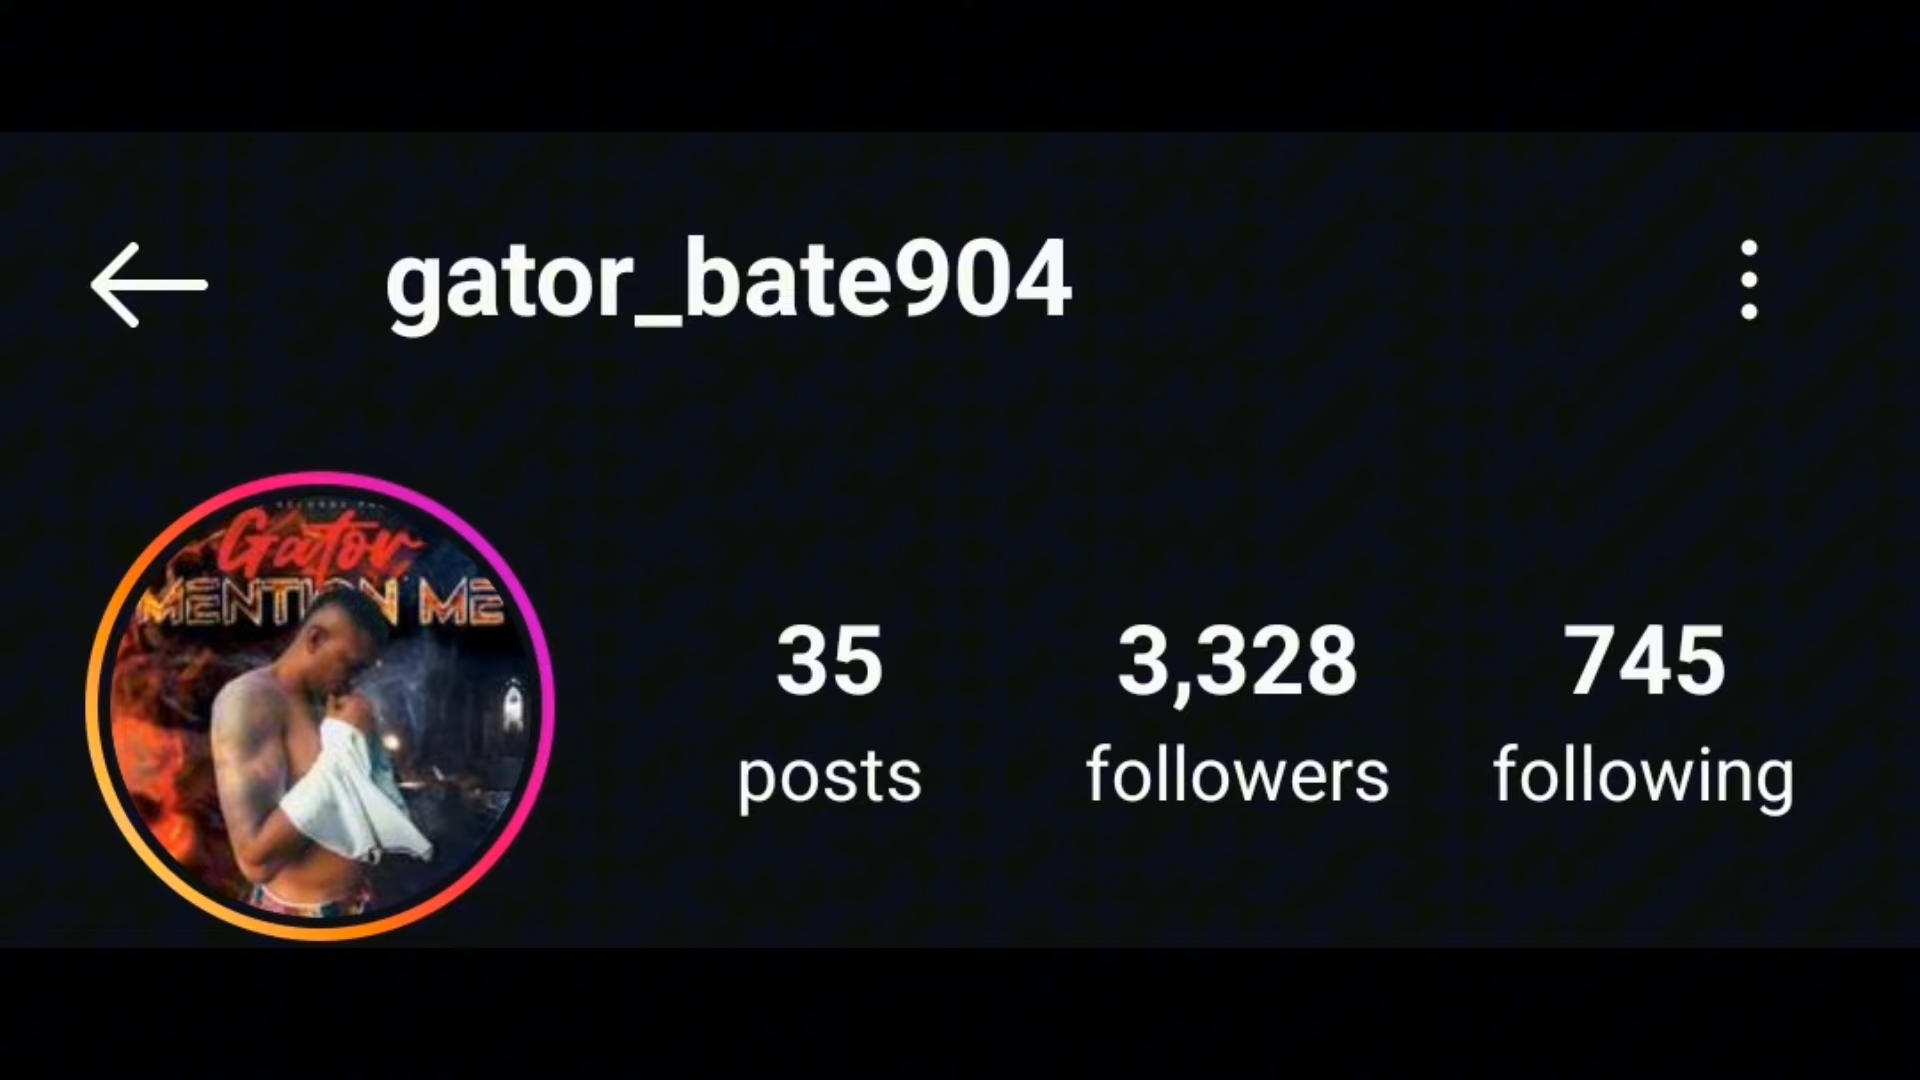 gator_bate904
Gator
MENTION ME
35 3,328 745
posts followers following